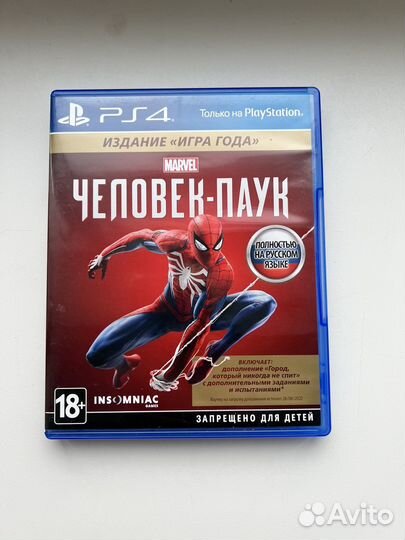 PS4
Только на PlayStation.
ИЗДАНИЕ «ИГРА ГОДА»
MARVEL
ЧЕЛОВЕК-ПАУК
ПОЛНОСТЬЮ
НА РУССКОМ
ЯЗЫКЕ
ВКЛЮЧАЕТ:
дополнение «Город,
который никогда не спит»
с дополнительными заданиями
и испытаниями*
18+
INSOMNIAC
GAMES
ЗАПРЕЩЕНО ДЛЯ ДЕТЕЙ
Avito